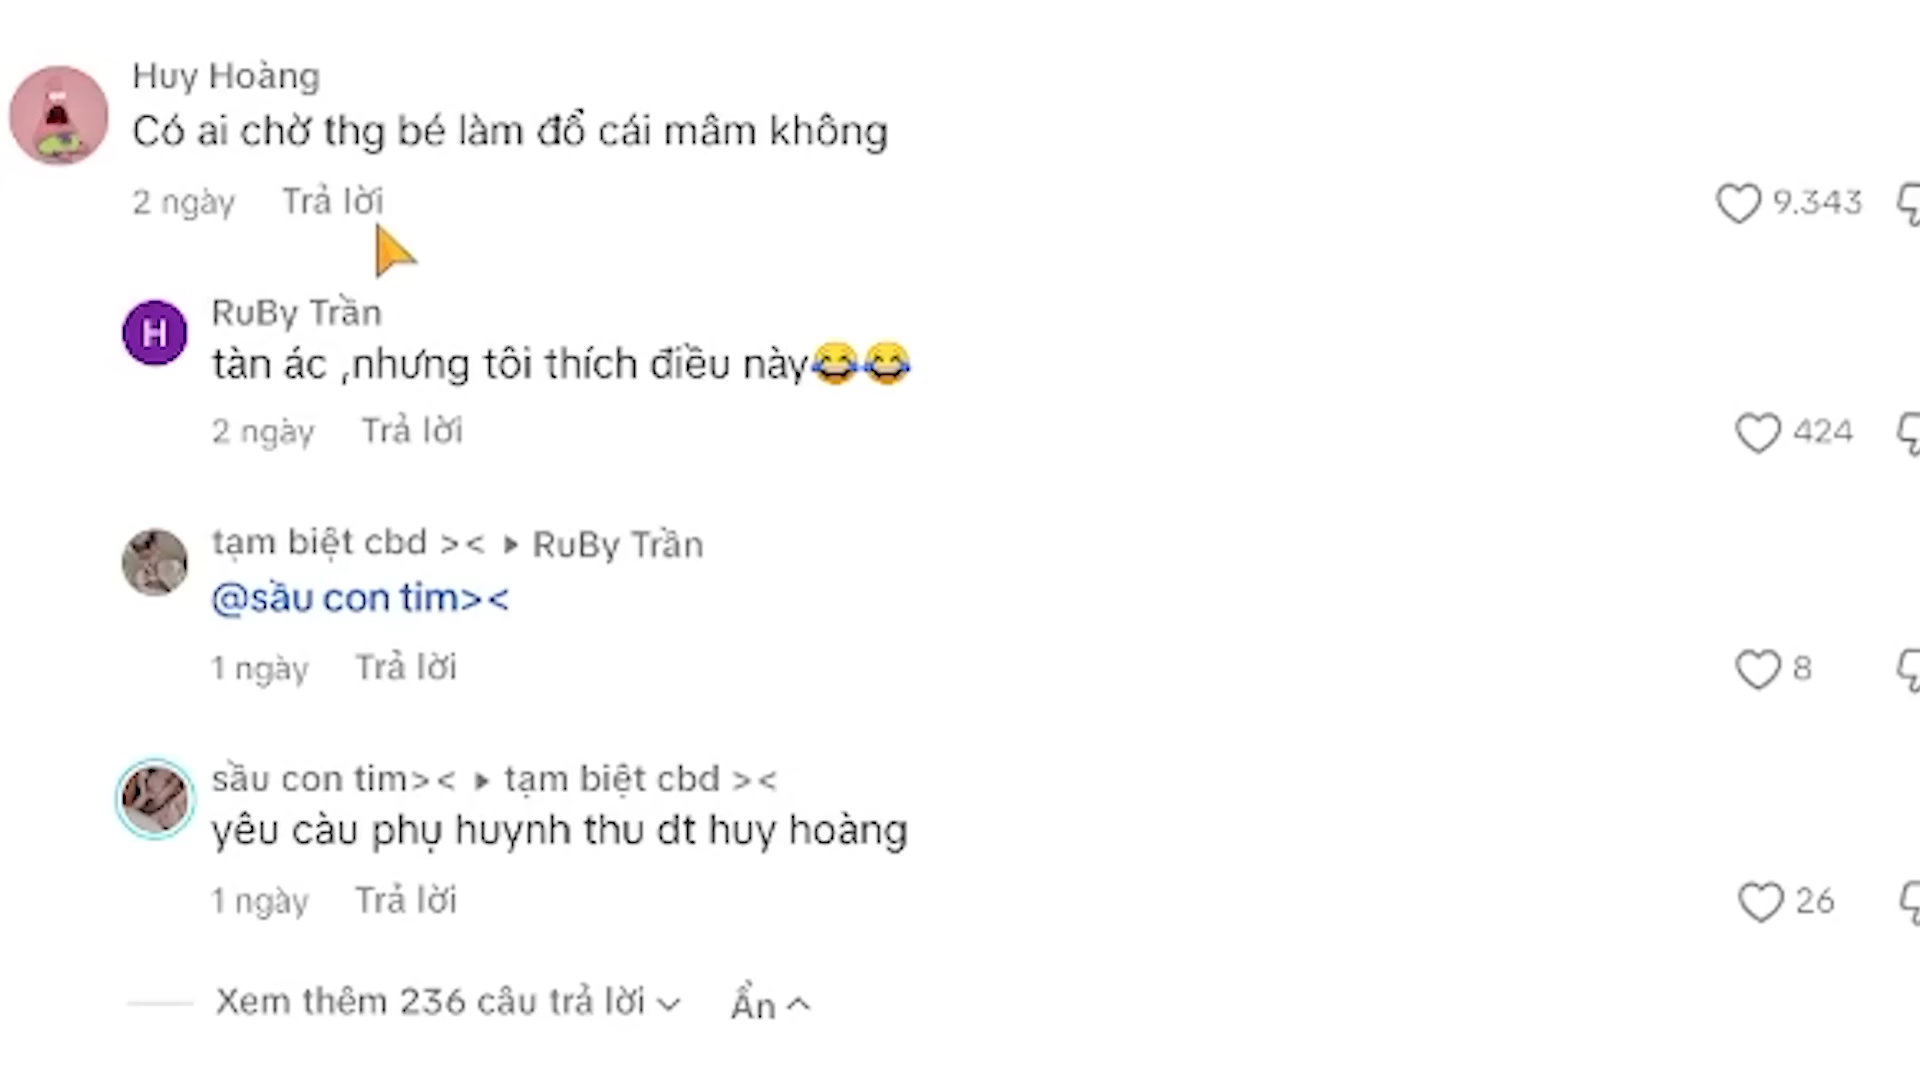 Huy Hoàng
Có ai chờ thg bé làm đổ cái mâm không
2 ngày Trả lời
9.343
H
RuBy Trần
tàn ác ,nhưng tôi thích điều này😂😂
2 ngày Trả lời
424
tạm biệt cbd >< ▸ RuBy Trần
@sầu con tim><
1 ngày Trả lời
8
sầu con tim>< ▸ tạm biệt cbd ><
yêu càu phụ huynh thu dt huy hoàng
1 ngày Trả lời
26
Xem thêm 236 câu trả lời Ẩn